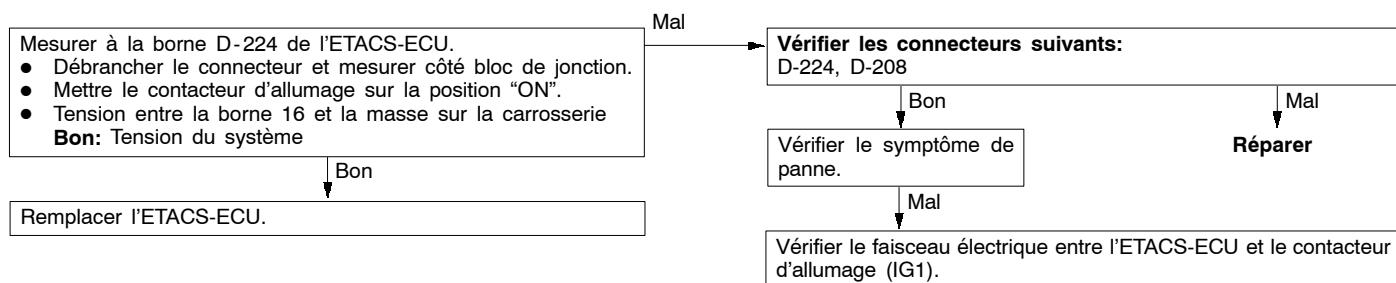 Mesurer à la borne D-224 de l'ETACS-ECU.
● Débrancher le connecteur et mesurer côté bloc de jonction.
● Mettre le contacteur d'allumage sur la position “ON”.
● Tension entre la borne 16 et la masse sur la carrosserie
Bon: Tension du système
Bon
Remplacer l'ETACS-ECU.
Mal
Vérifier les connecteurs suivants:
D-224, D-208
Bon
Mal
Vérifier le symptôme de
panne.
Réparer
Mal
Vérifier le faisceau électrique entre l'ETACS-ECU et le contacteur
d'allumage (IG1).